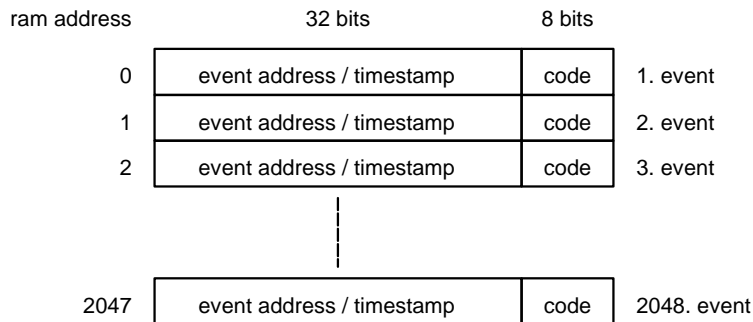 ram address 32 bits 8 bits
0 event address / timestamp code 1. event
1 event address / timestamp code 2. event
2 event address / timestamp code 3. event
2047 event address / timestamp code 2048. event